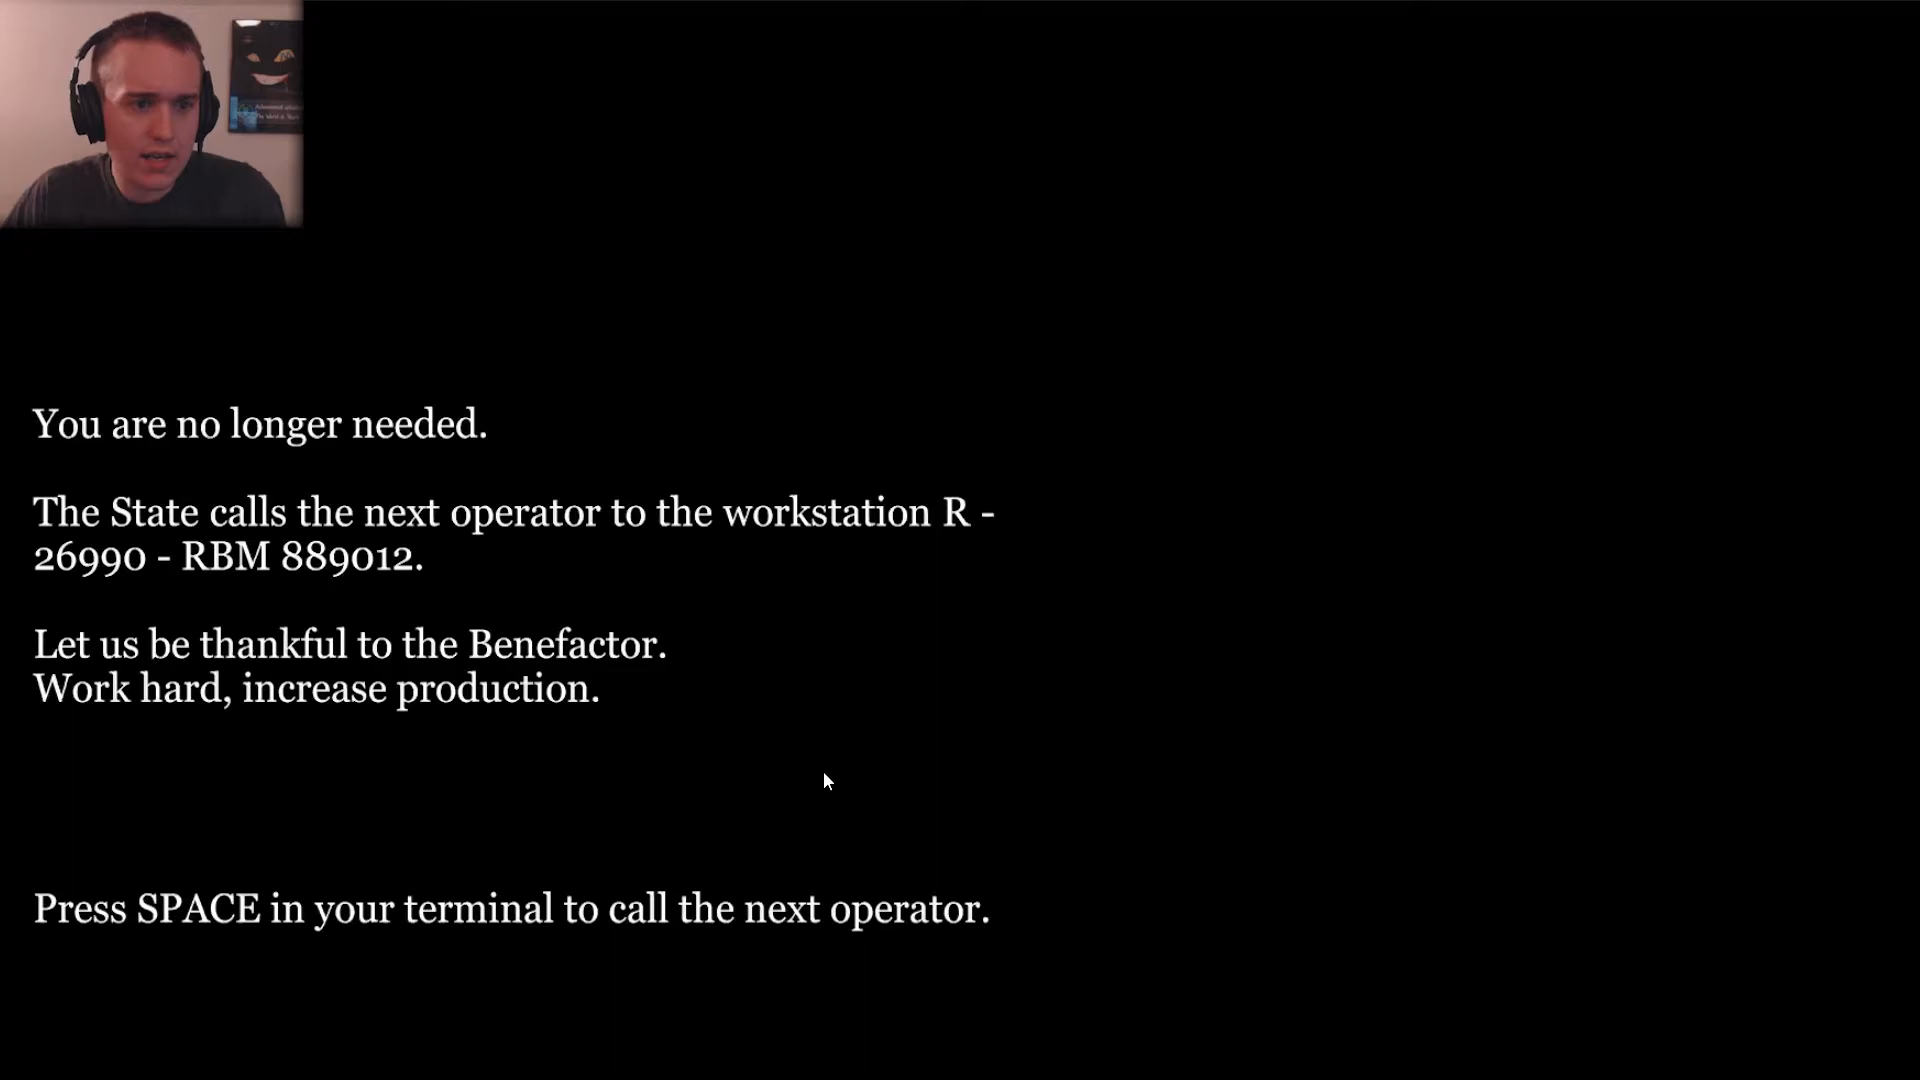 You are no longer needed.
The State calls the next operator to the workstation R -
26990 - RBM 889012.
Let us be thankful to the Benefactor.
Work hard, increase production.
Press SPACE in your terminal to call the next operator.